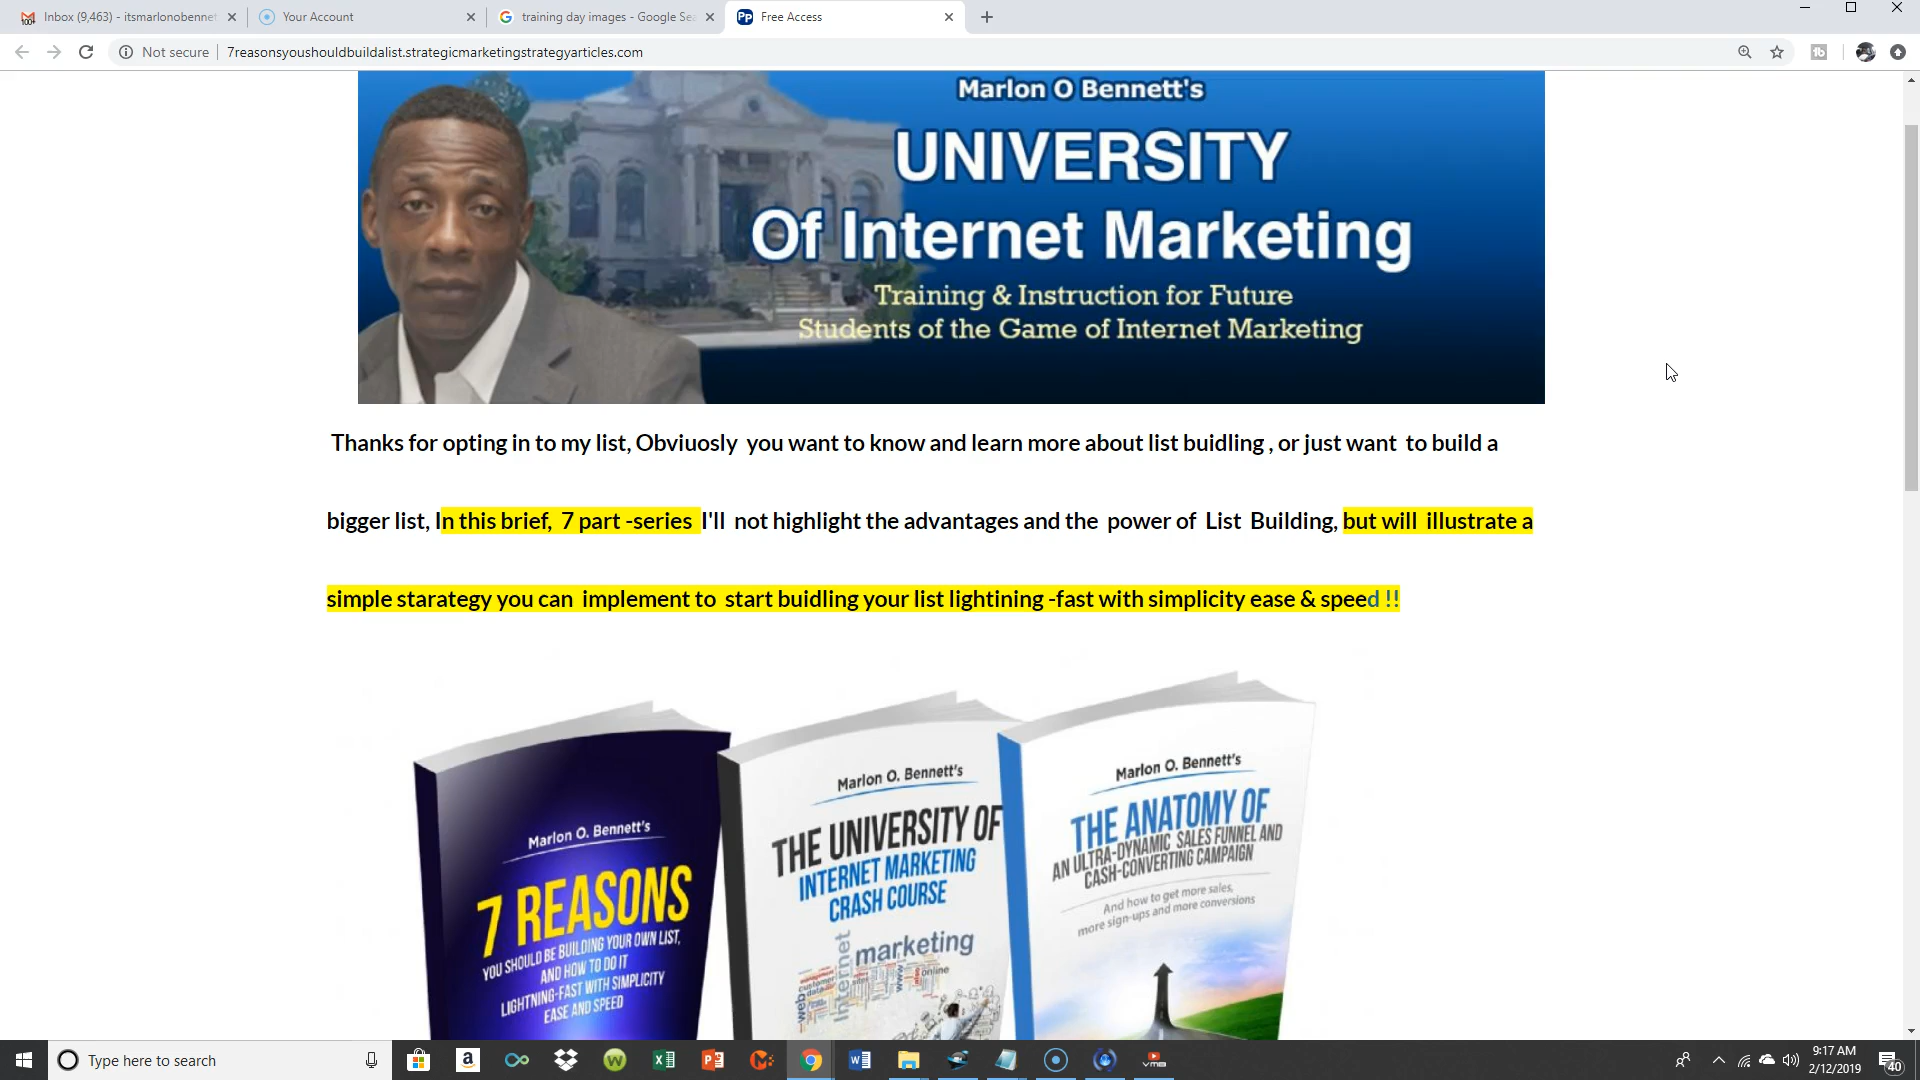 Inbox (9,463) - itsmarlonobennet
Your Account
training day images - Google Sea
Free Access
Not secure
7reasonsyoushouldbuildalist.strategicmarketingstrategyarticles.com
Marlon O Bennett's
UNIVERSITY
Of Internet Marketing
Training & Instruction for Future
Students of the Game of Internet Marketing
Thanks for opting in to my list, Obviuosly you want to know and learn more about list buidling , or just want to build a
bigger list, In this brief, 7 part -series I'll not highlight the advantages and the power of List Building, but will illustrate a
simple starategy you can implement to start buidling your list lightining -fast with simplicity ease & speed !!
Marlon O. Bennett's
7 REASONS
YOU SHOULD BE BUILDING YOUR OWN LIST,
AND HOW TO DO IT
LIGHTNING-FAST WITH SIMPLICITY
EASE AND SPEED
Marlon O. Bennett's
THE UNIVERSITY OF
INTERNET MARKETING
CRASH COURSE
internet
marketing
web
online
Marlon O. Bennett's
THE ANATOMY OF
AN ULTRA-DYNAMIC SALES FUNNEL AND
CASH-CONVERTING CAMPAIGN
And how to get more sales,
more sign-ups and more conversions
Type here to search
9:17 AM
2/12/2019
40